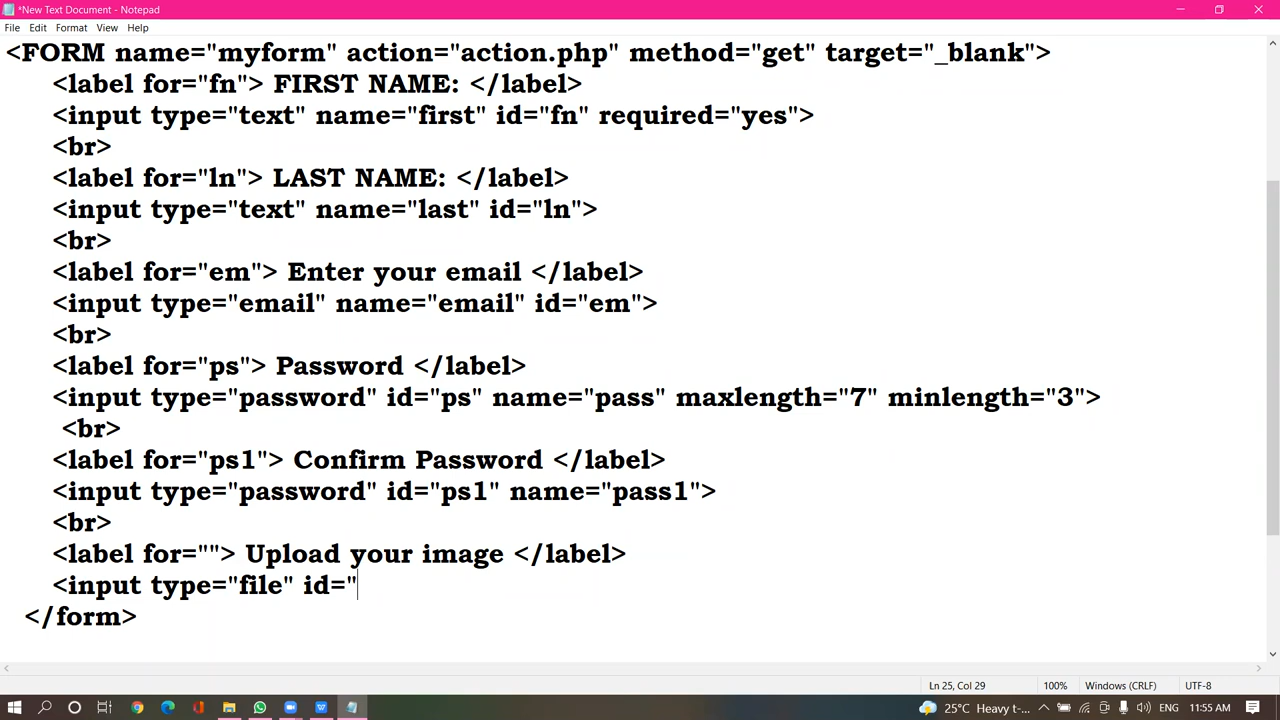 *New Text Document - Notepad
File Edit Format View Help
<FORM name="myform" action="action.php" method="get" target="_blank">
<label for="fn"> FIRST NAME: </label>
<input type="text" name="first" id="fn" required="yes">
<br>
<label for="ln"> LAST NAME: </label>
<input type="text" name="last" id="ln">
<br>
<label for="em"> Enter your email </label>
<input type="email" name="email" id="em">
<br>
<label for="ps"> Password </label>
<input type="password" id="ps" name="pass" maxlength="7" minlength="3">
<br>
<label for="ps1"> Confirm Password </label>
<input type="password" id="ps1" name="pass1">
<br>
<label for=""> Upload your image </label>
<input type="file" id="
</form>
Ln 25, Col 29 100% Windows (CRLF) UTF-8
25°C Heavy t-... ENG 11:55 AM